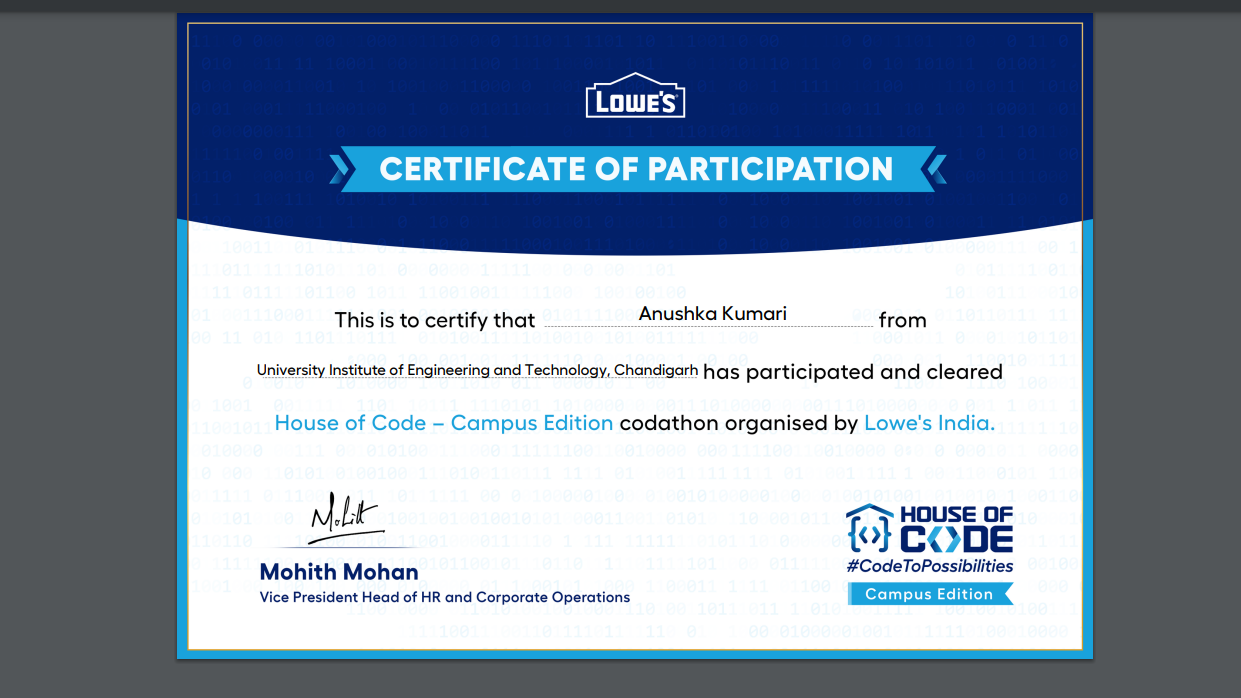 LOWE'S
CERTIFICATE OF PARTICIPATION
This is to certify that Anushka Kumari from
University Institute of Engineering and Technology, Chandigarh has participated and cleared
House of Code – Campus Edition codathon organised by Lowe's India.
Mohith
Mohith Mohan
Vice President Head of HR and Corporate Operations
HOUSE OF
CODE
#CodeToPossibilities
Campus Edition